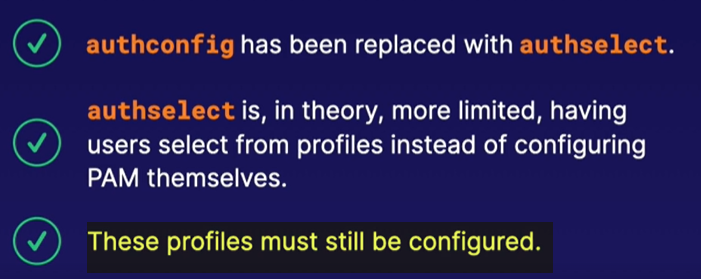 authconfig has been replaced with authselect.
authselect is, in theory, more limited, having
users select from profiles instead of configuring
PAM themselves.
These profiles must still be configured.